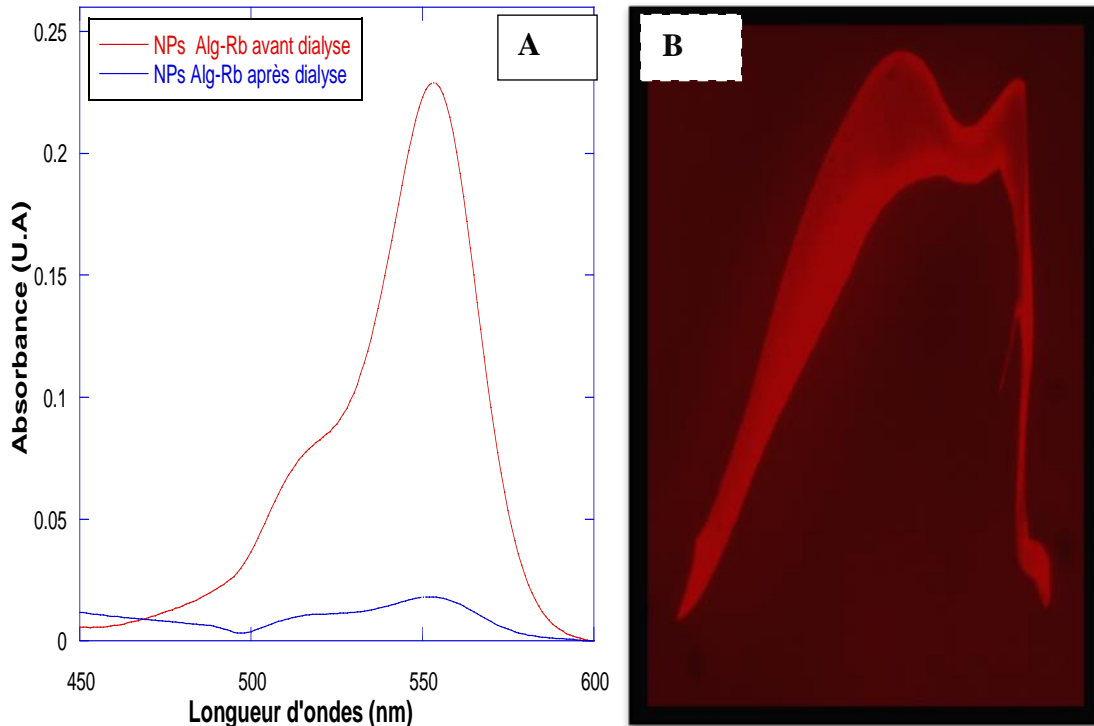 NPs Alg-Rb avant dialyse
NPs Alg-Rb après dialyse
A
B
0.25
0.2
0.15
0.1
0.05
0
Absorbance (U.A)
450
500
550
600
Longueur d'ondes (nm)